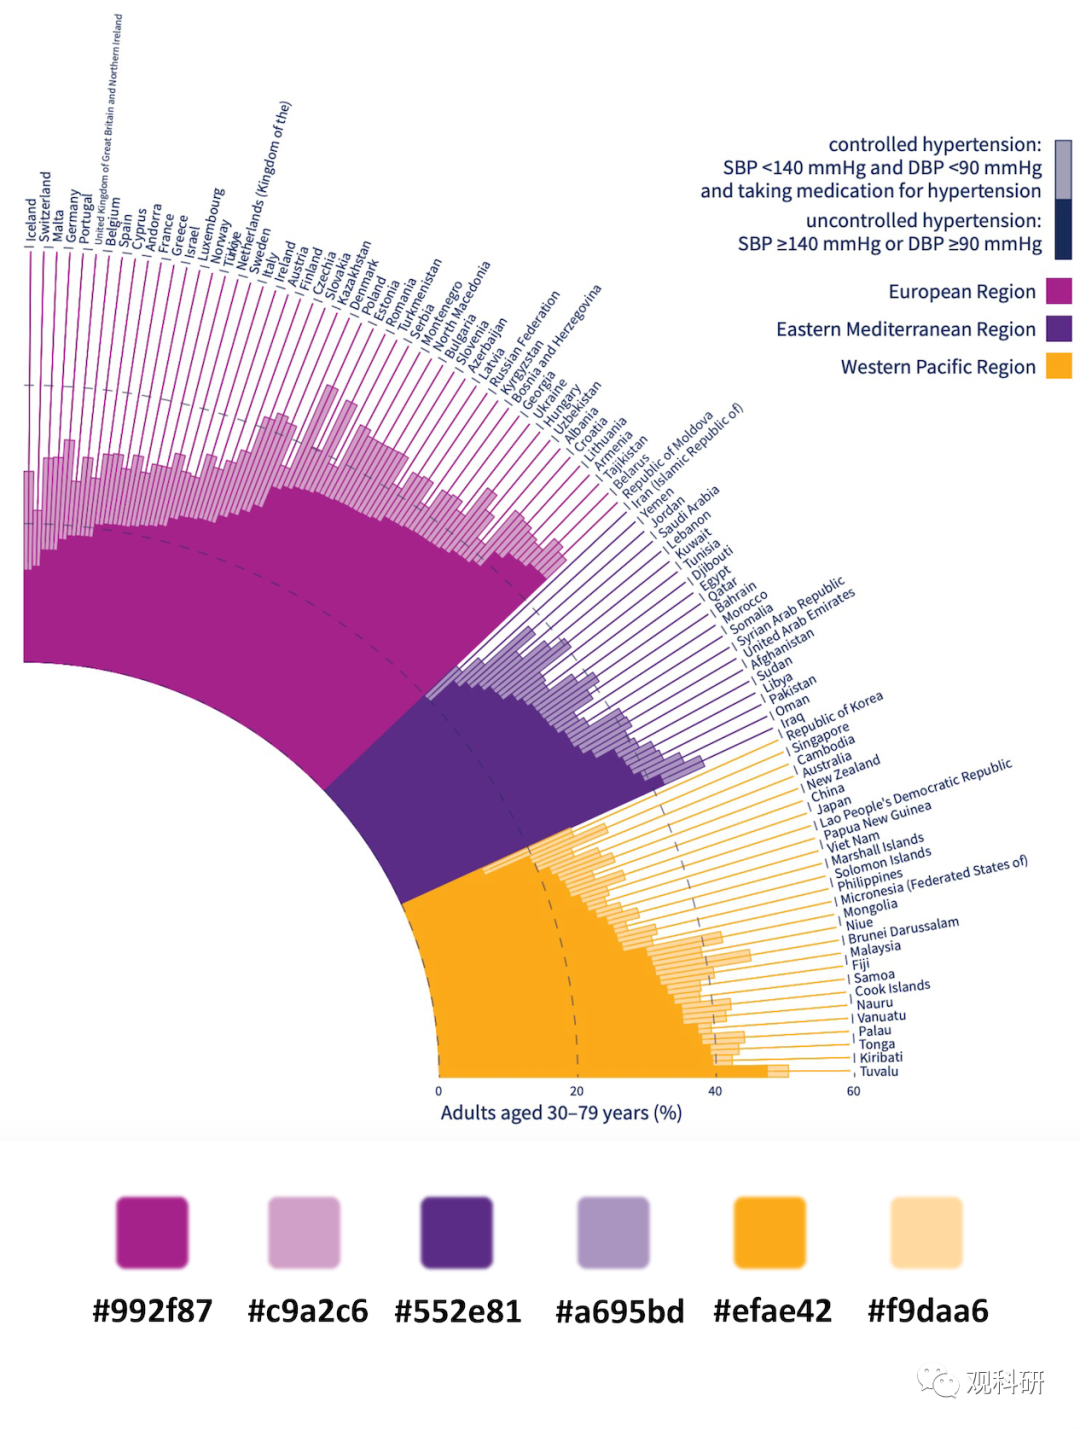 Iceland
Switzerland
Malta
Germany
Portugal
United Kingdom of Great Britain and Northern Ireland
Belgium
Spain
Cyprus
Andorra
France
Greece
Israel
Luxembourg
Norway
Türkiye
Netherlands (Kingdom of the)
Sweden
Italy
Ireland
Austria
Finland
Czechia
Slovakia
Kazakhstan
Denmark
Poland
Estonia
Romania
Turkmenistan
Serbia
Montenegro
North Macedonia
Bulgaria
Slovenia
Azerbaijan
Latvia
Russian Federation
Kyrgyzstan
Bosnia and Herzegovina
Georgia
Ukraine
Hungary
Uzbekistan
Albania
Croatia
Lithuania
Armenia
Tajikistan
Belarus
Republic of Moldova
Iran (Islamic Republic of)
Yemen
Jordan
Saudi Arabia
Lebanon
Kuwait
Tunisia
Djibouti
Egypt
Qatar
Bahrain
Morocco
Somalia
Syrian Arab Republic
United Arab Emirates
Afghanistan
Sudan
Libya
Pakistan
Oman
Iraq
Republic of Korea
Singapore
Cambodia
Australia
New Zealand
China
Japan
Lao People's Democratic Republic
Papua New Guinea
Viet Nam
Marshall Islands
Solomon Islands
Philippines
Micronesia (Federated States of)
Mongolia
Niue
Brunei Darussalam
Malaysia
Fiji
Samoa
Cook Islands
Nauru
Vanuatu
Palau
Tonga
Kiribati
Tuvalu
controlled hypertension:
SBP <140 mmHg and DBP <90 mmHg
and taking medication for hypertension
uncontrolled hypertension:
SBP ≥140 mmHg or DBP ≥90 mmHg
European Region
Eastern Mediterranean Region
Western Pacific Region
0 20 40 60
Adults aged 30–79 years (%)
#992f87 #c9a2c6 #552e81 #a695bd #efae42 #f9daa6
观科研